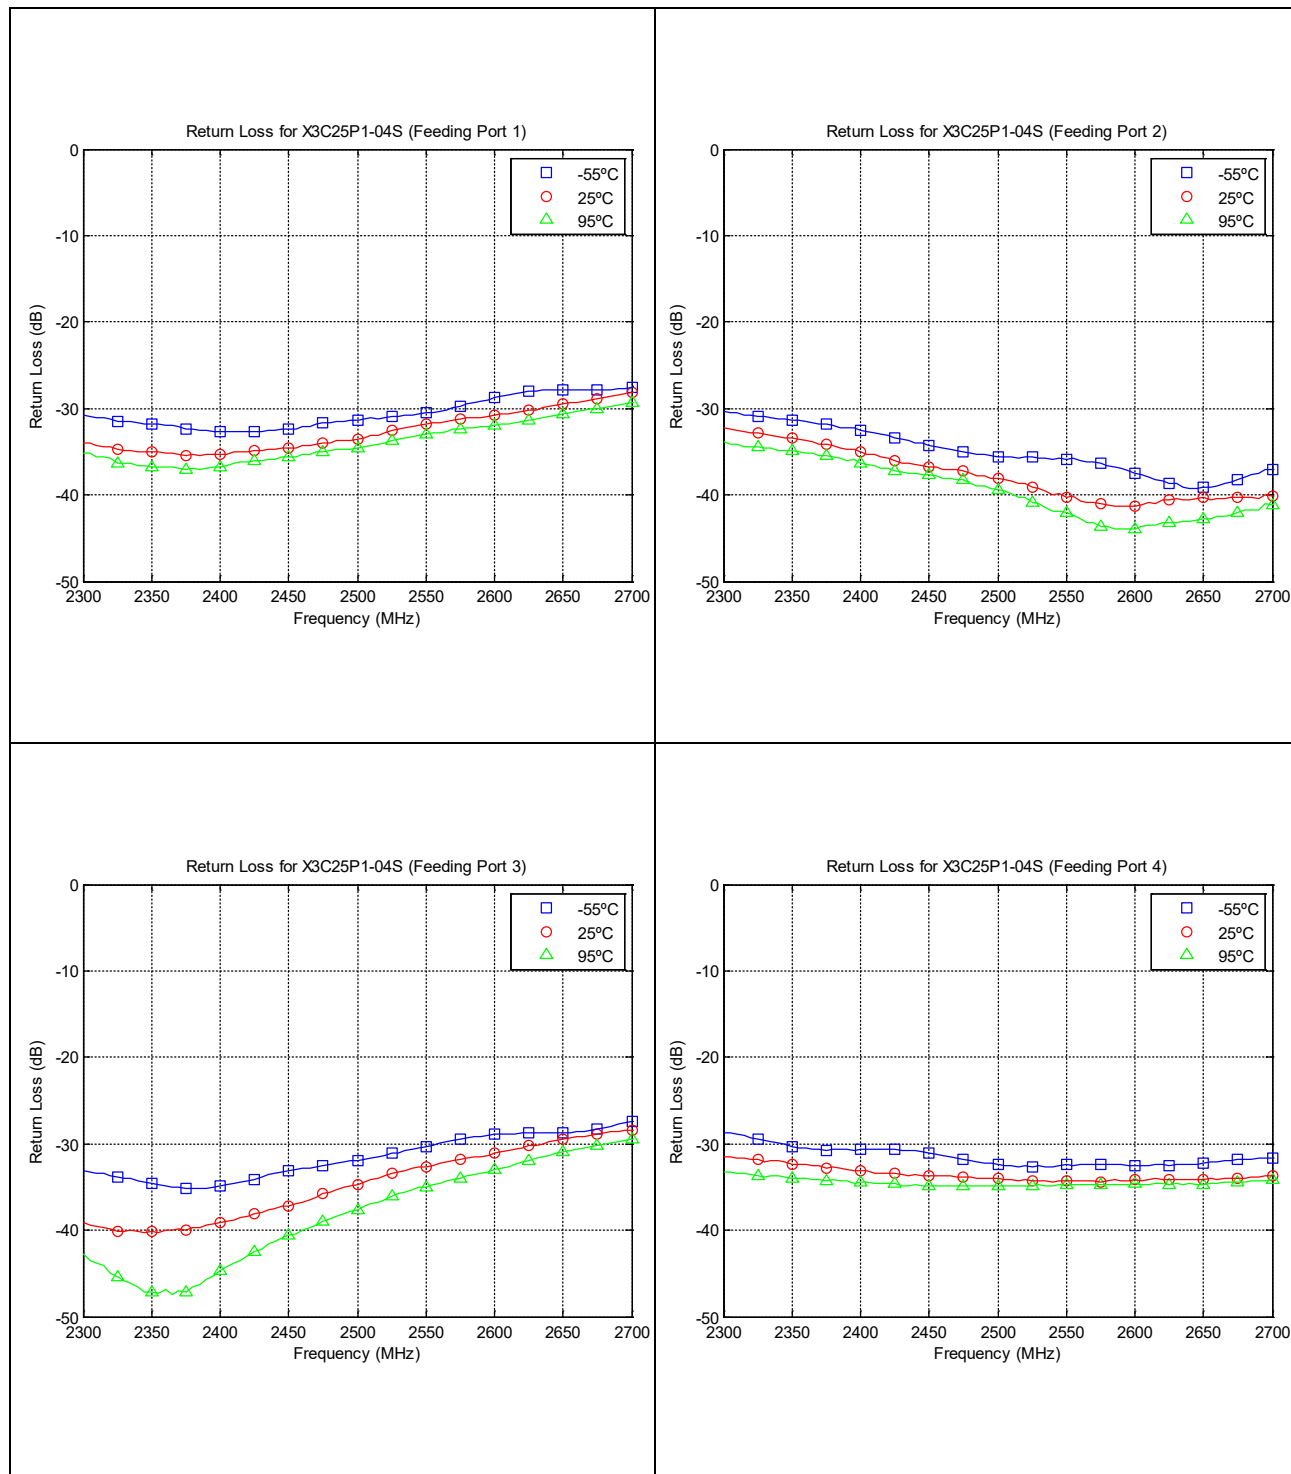 Return Loss for X3C25P1-04S (Feeding Port 1)
0
-10
-20
-30
-40
-50
Return Loss (dB)
2300 2350 2400 2450 2500 2550 2600 2650 2700
Frequency (MHz)
-55ºC
25ºC
95ºC
Return Loss for X3C25P1-04S (Feeding Port 2)
0
-10
-20
-30
-40
-50
Return Loss (dB)
2300 2350 2400 2450 2500 2550 2600 2650 2700
Frequency (MHz)
-55ºC
25ºC
95ºC
Return Loss for X3C25P1-04S (Feeding Port 3)
0
-10
-20
-30
-40
-50
Return Loss (dB)
2300 2350 2400 2450 2500 2550 2600 2650 2700
Frequency (MHz)
-55ºC
25ºC
95ºC
Return Loss for X3C25P1-04S (Feeding Port 4)
0
-10
-20
-30
-40
-50
Return Loss (dB)
2300 2350 2400 2450 2500 2550 2600 2650 2700
Frequency (MHz)
-55ºC
25ºC
95ºC